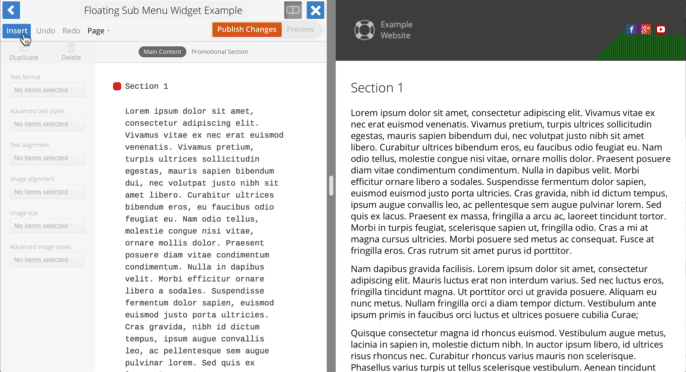 Floating Sub Menu Widget Example
Insert Undo Redo Page
Publish Changes Preview
Duplicate Delete
Main Content Promotional Section
Text format
No items selected
Advanced text styles
No items selected
Text alignment
No items selected
Image alignment
No items selected
Image size
No items selected
Advanced image styles
No items selected
Section 1
Lorem ipsum dolor sit amet,
consectetur adipiscing elit.
Vivamus vitae ex nec erat euismod
venenatis. Vivamus pretium,
turpis ultrices sollicitudin
egestas, mauris sapien bibendum
dui, nec volutpat justo nibh sit
amet libero. Curabitur ultrices
bibendum eros, eu faucibus odio
feugiat eu. Nam odio tellus,
molestie congue nisi vitae,
ornare mollis dolor. Praesent
posuere diam vitae condimentum
condimentum. Nulla in dapibus
velit. Morbi efficitur ornare
libero a sodales. Suspendisse
fermentum dolor sapien, euismod
euismod justo porta ultricies.
Cras gravida, nibh id dictum
tempus, ipsum augue convallis
leo, ac pellentesque sem augue
pulvinar lorem. Sed quis ex
Example
Website
Section 1
Lorem ipsum dolor sit amet, consectetur adipiscing elit. Vivamus vitae ex
nec erat euismod venenatis. Vivamus pretium, turpis ultrices sollicitudin
egestas, mauris sapien bibendum dui, nec volutpat justo nibh sit amet
libero. Curabitur ultrices bibendum eros, eu faucibus odio feugiat eu. Nam
odio tellus, molestie congue nisi vitae, ornare mollis dolor. Praesent posuere
diam vitae condimentum condimentum. Nulla in dapibus velit. Morbi
efficitur ornare libero a sodales. Suspendisse fermentum dolor sapien,
euismod euismod justo porta ultricies. Cras gravida, nibh id dictum tempus,
ipsum augue convallis leo, ac pellentesque sem augue pulvinar lorem. Sed
quis ex lacus. Praesent ex massa, fringilla a arcu ac, laoreet tincidunt tortor.
Morbi in turpis feugiat, scelerisque sapien ut, fringilla odio. Cras a mi at
magna cursus ultricies. Morbi posuere sed metus ac consequat. Fusce at
fringilla eros. Cras rutrum sit amet purus id porttitor.
Nam dapibus gravida facilisis. Lorem ipsum dolor sit amet, consectetur
adipiscing elit. Mauris luctus erat non interdum varius. Sed nec luctus eros,
fringilla tincidunt magna. Ut porttitor orci ut gravida posuere. Aliquam eu
nunc metus. Nullam fringilla orci a diam tempor dictum. Vestibulum ante
ipsum primis in faucibus orci luctus et ultrices posuere cubilia Curae;
Quisque consectetur magna id rhoncus euismod. Vestibulum augue metus,
lacinia in sapien in, molestie dictum nibh. In auctor ipsum libero, id ultrices
risus rhoncus nec. Curabitur rhoncus varius mauris non scelerisque.
Phasellus varius turpis ut tellus scelerisque vestibulum. Aenean tincidunt